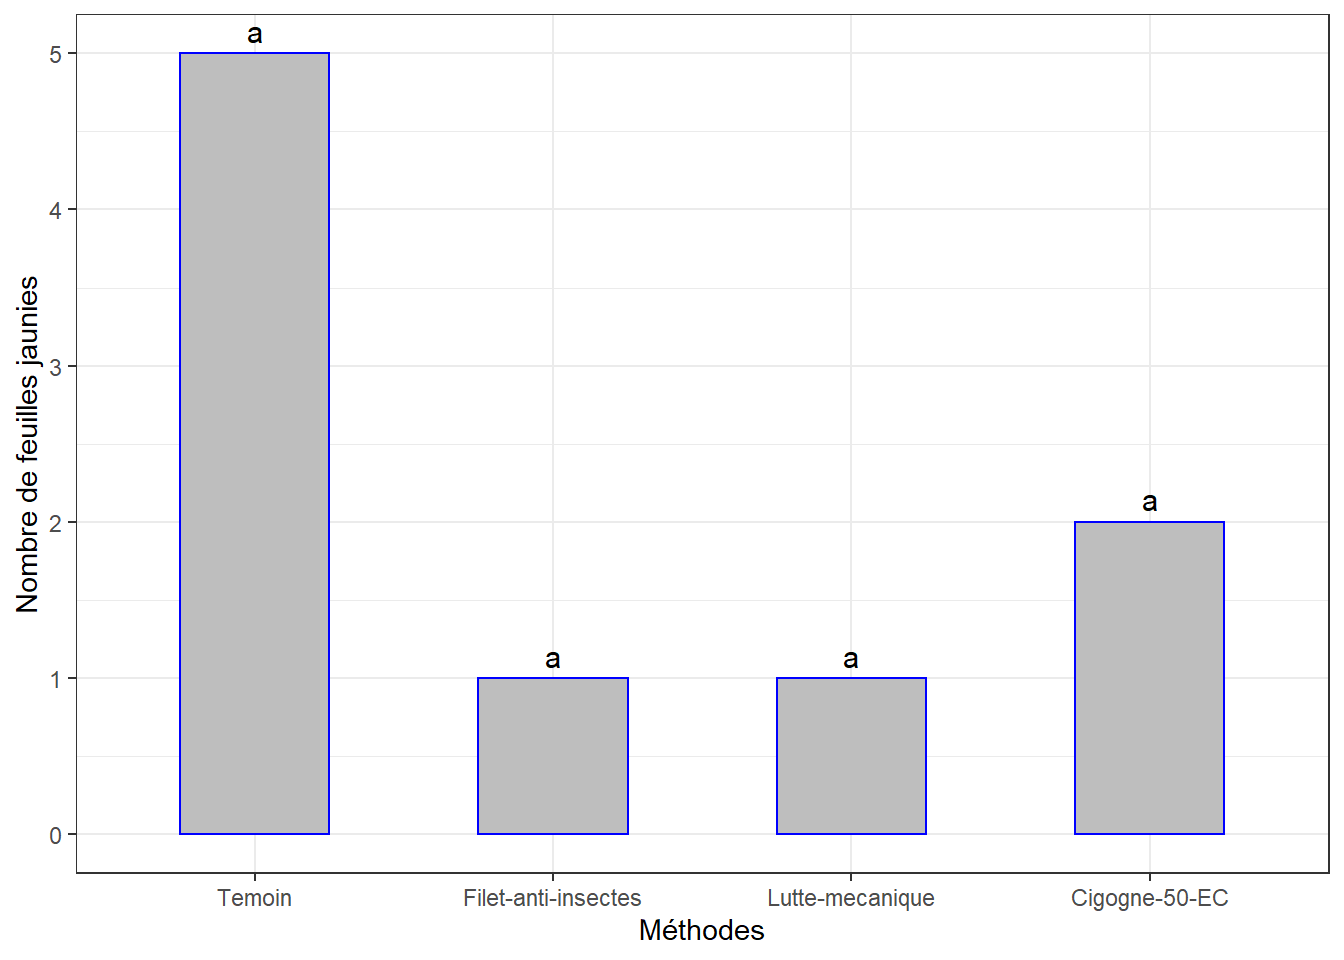 a
5
4
3
2
1
0
a
a
a
Nombre de feuilles jaunies
Temoin
Filet-anti-insectes
Lutte-mecanique
Cigogne-50-EC
Méthodes